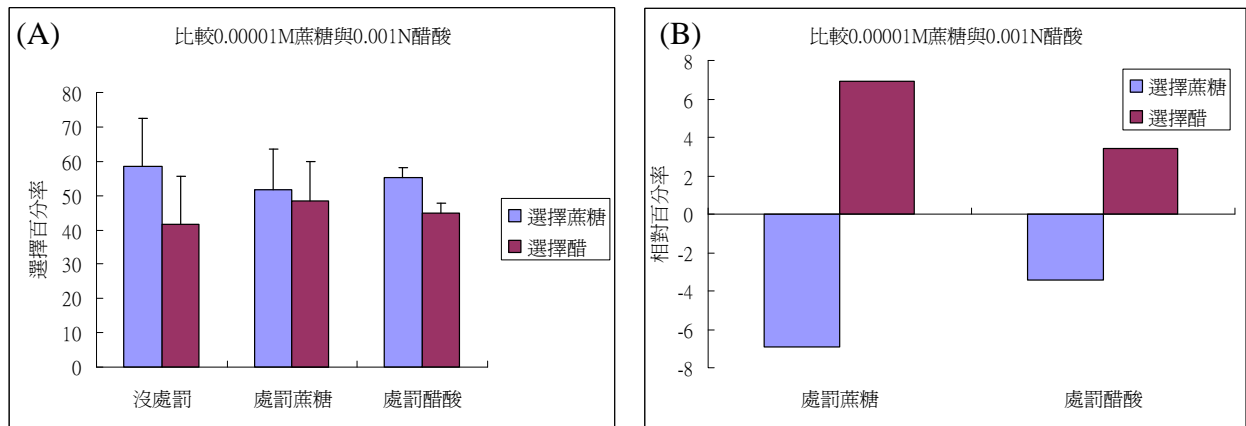 (A)
比較0.00001M蔗糖與0.001N醋酸
選擇百分率
80
70
60
50
40
30
20
10
0
沒處罰
處罰蔗糖
處罰醋酸
選擇蔗糖
選擇醋
(B)
比較0.00001M蔗糖與0.001N醋酸
相對百分率
8
6
4
2
0
-2
-4
-6
-8
處罰蔗糖
處罰醋酸
選擇蔗糖
選擇醋